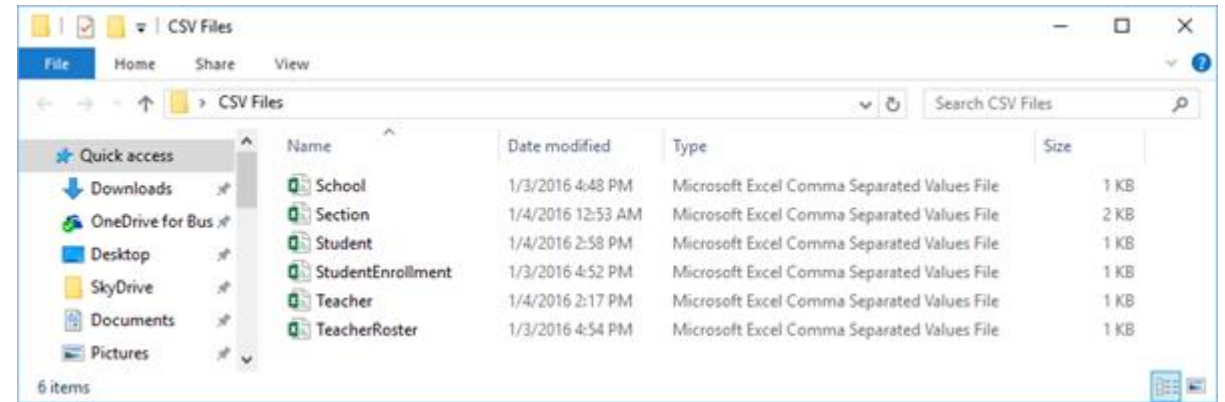 CSV Files
File Home Share View
CSV Files Search CSV Files
Quick access
Downloads
OneDrive for Bus
Desktop
SkyDrive
Documents
Pictures
Name Date modified Type Size
School 1/3/2016 4:48 PM Microsoft Excel Comma Separated Values File 1 KB
Section 1/4/2016 12:53 AM Microsoft Excel Comma Separated Values File 2 KB
Student 1/4/2016 2:58 PM Microsoft Excel Comma Separated Values File 1 KB
StudentEnrollment 1/3/2016 4:52 PM Microsoft Excel Comma Separated Values File 1 KB
Teacher 1/4/2016 2:17 PM Microsoft Excel Comma Separated Values File 1 KB
TeacherRoster 1/3/2016 4:54 PM Microsoft Excel Comma Separated Values File 1 KB
6 items